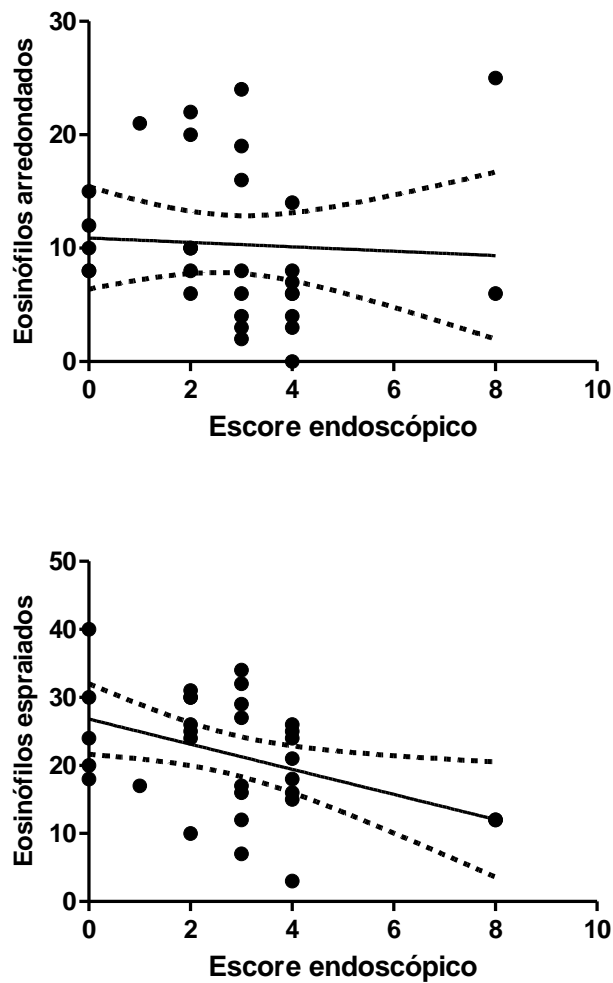 Eosinófilos arredondados
30
20
10
0
0 2 4 6 8 10
Escore endoscópico
Eosinófilos espraiados
50
40
30
20
10
0
0 2 4 6 8 10
Escore endoscópico